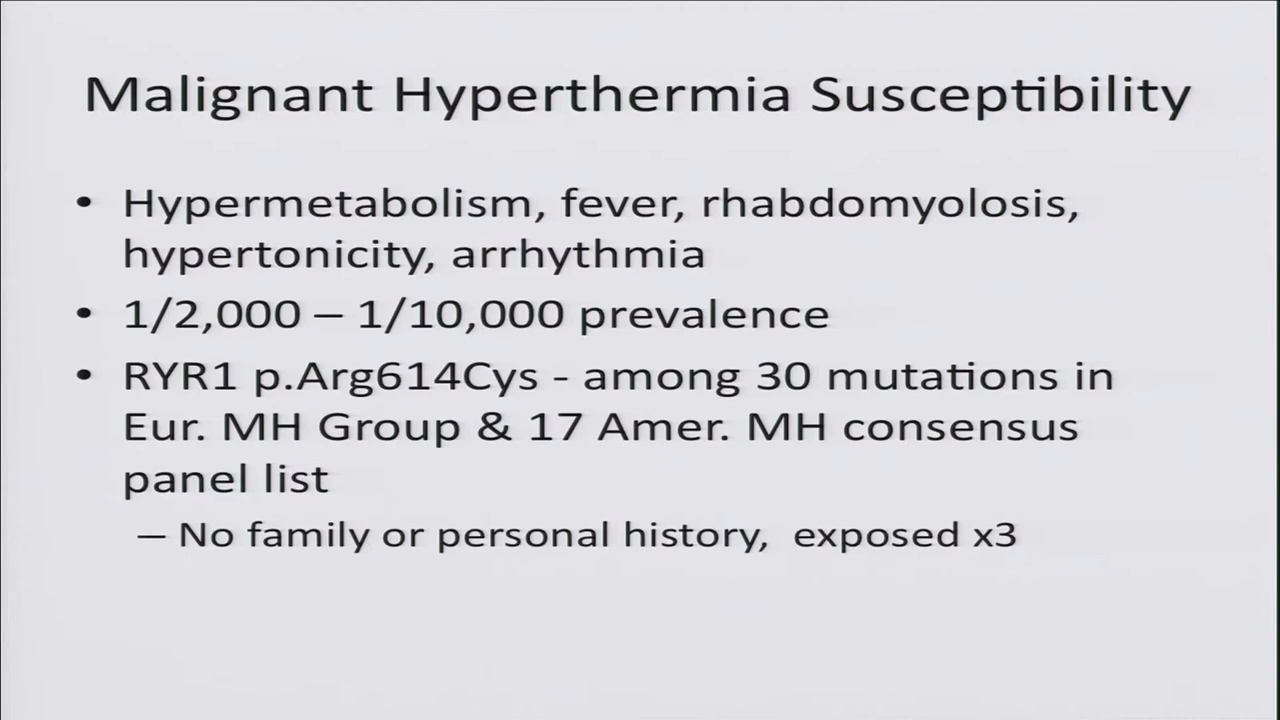 Malignant Hyperthermia Susceptibility
• Hypermetabolism, fever, rhabdomyolosis,
hypertonicity, arrhythmia
• 1/2,000 – 1/10,000 prevalence
• RYR1 p.Arg614Cys - among 30 mutations in
Eur. MH Group & 17 Amer. MH consensus
panel list
– No family or personal history,  exposed x3